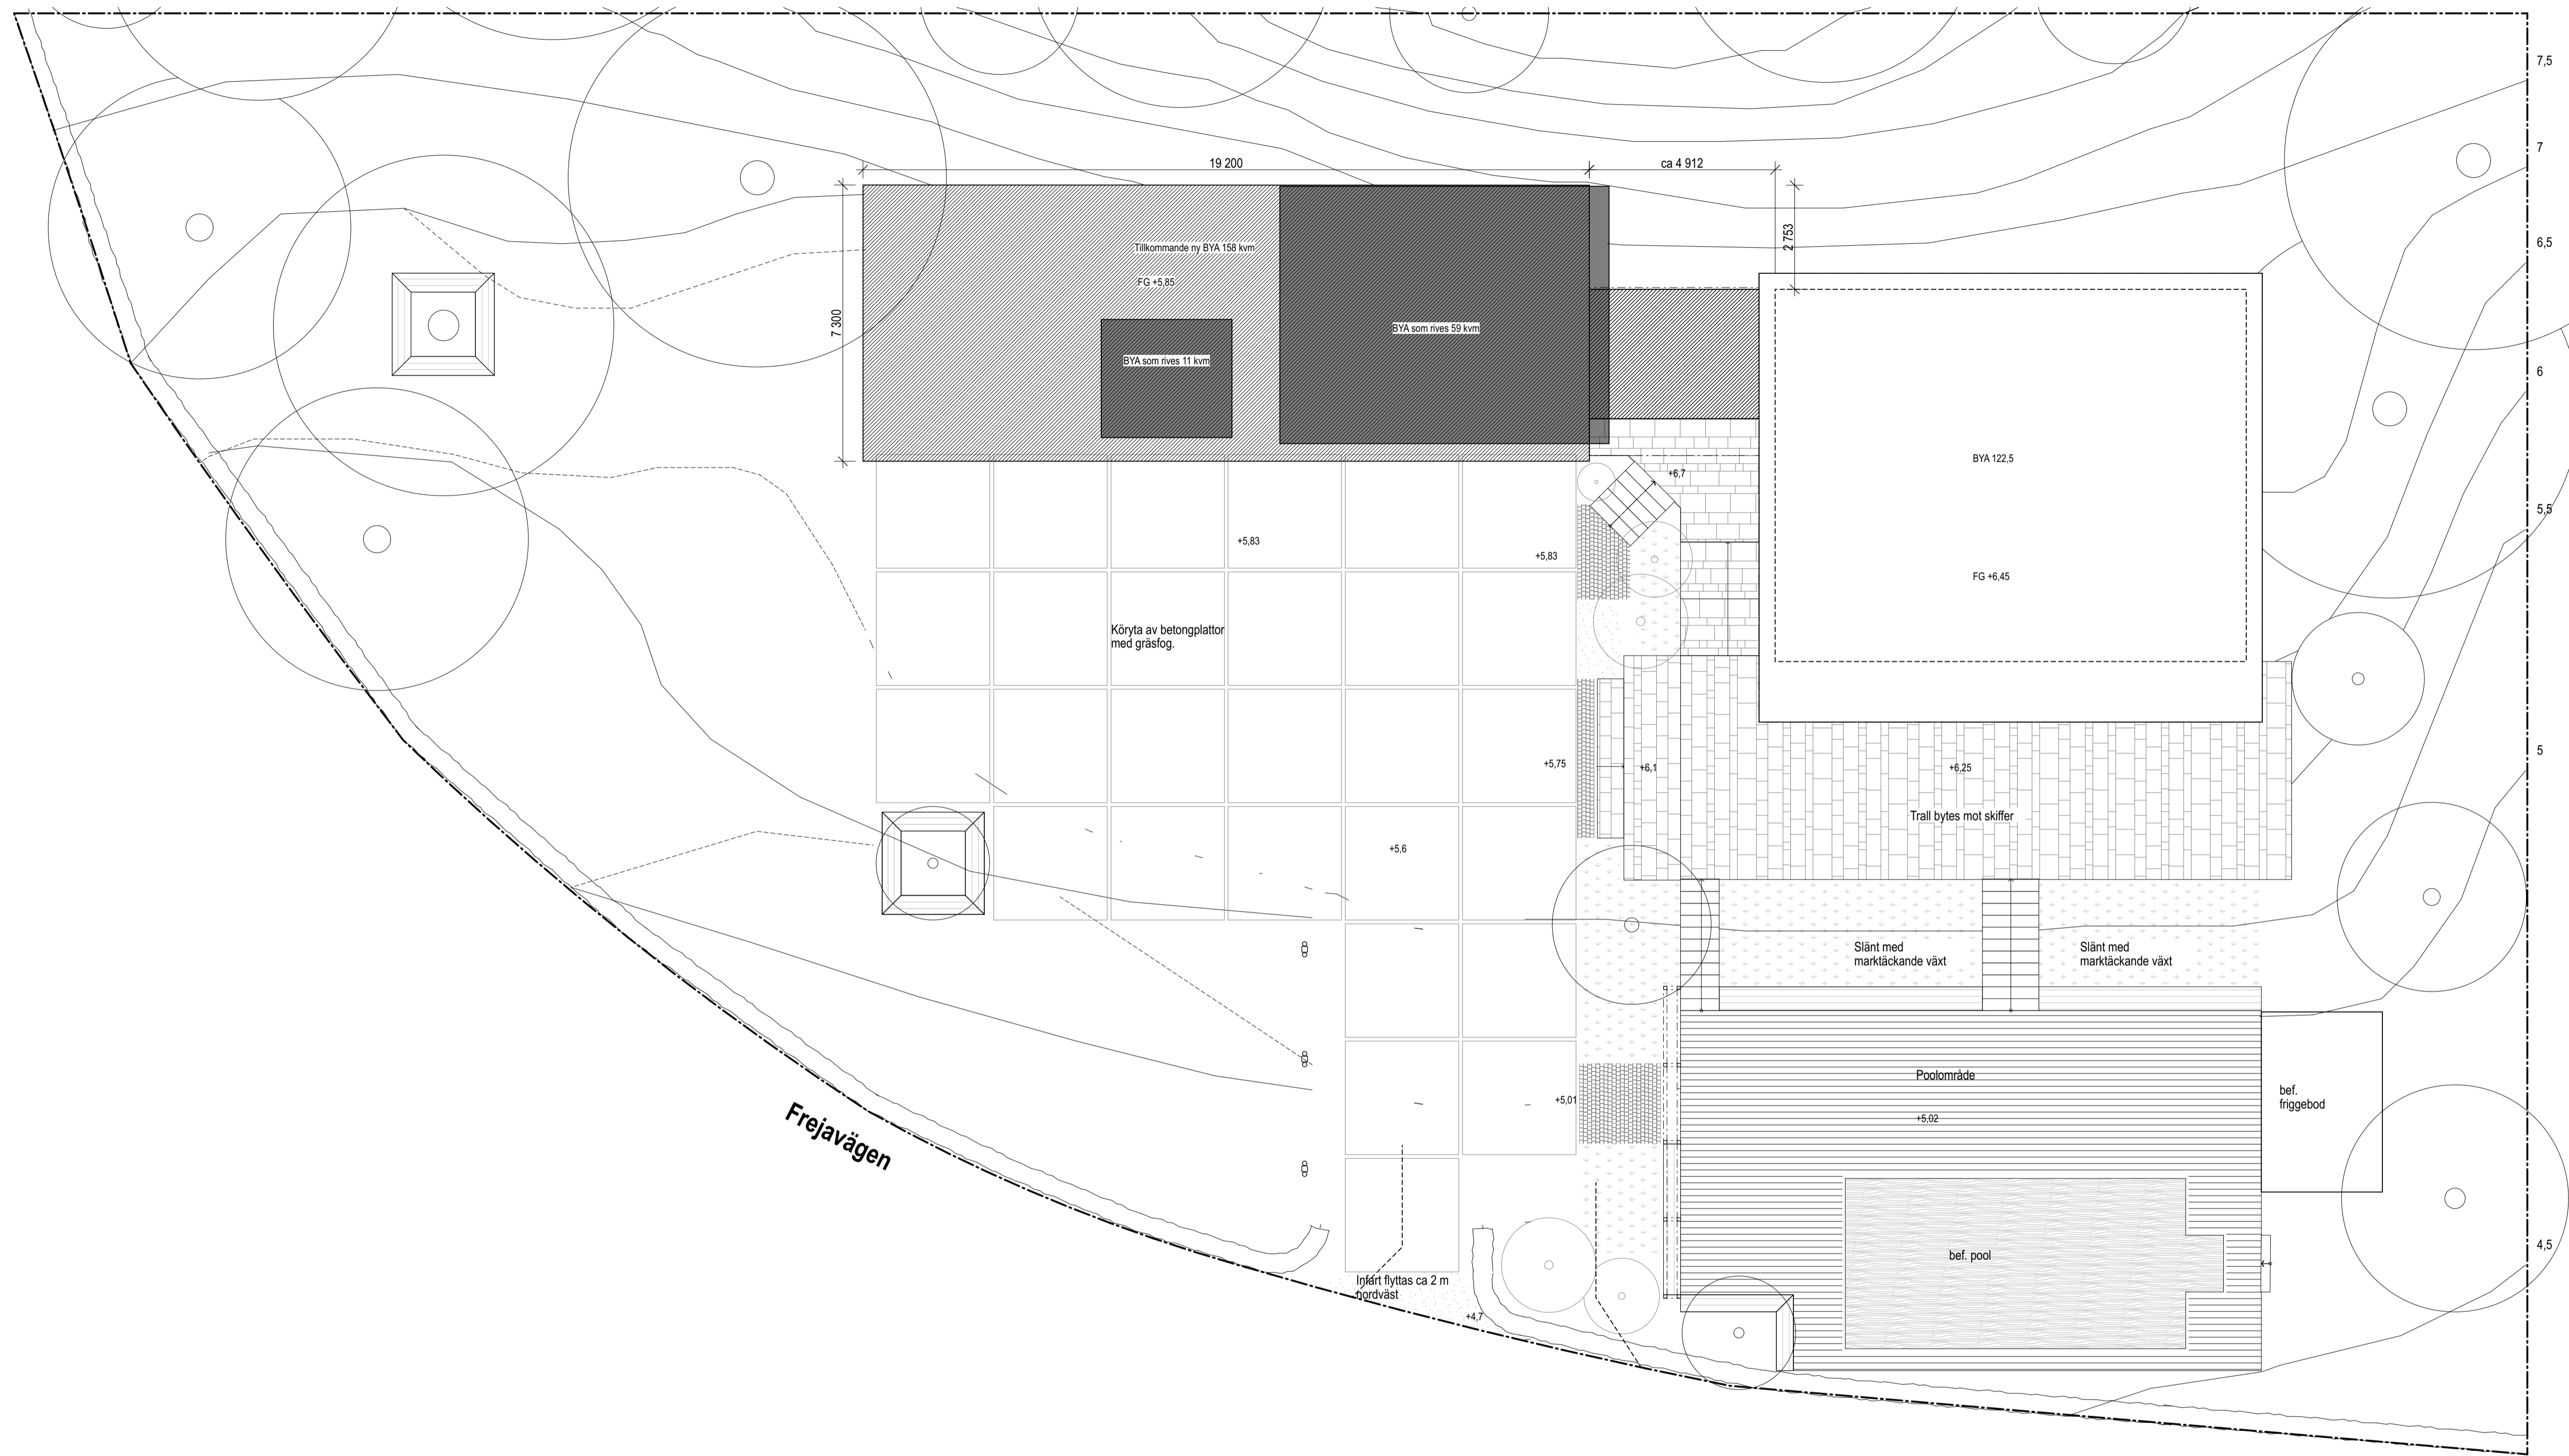 7,5
7
19 200
ca 4 912
2 753
6,5
Tillkommande ny BYA 158 kvm
FG +5,85
7 300
BYA som rives 59 kvm
BYA som rives 11 kvm
6
BYA 122,5
+6,7
5,5
+5,83
+5,83
FG +6,45
Köryta av betongplattor
med gräsfog.
5
+5,75
+6,1
+6,25
Trall bytes mot skiffer
+5,6
Slänt med
marktäckande växt
Slänt med
marktäckande växt
Poolområde
+5,01
+5,02
bef.
friggebod
Frejavägen
4,5
bef. pool
Infart flyttas ca 2 m
nordväst
+4,7